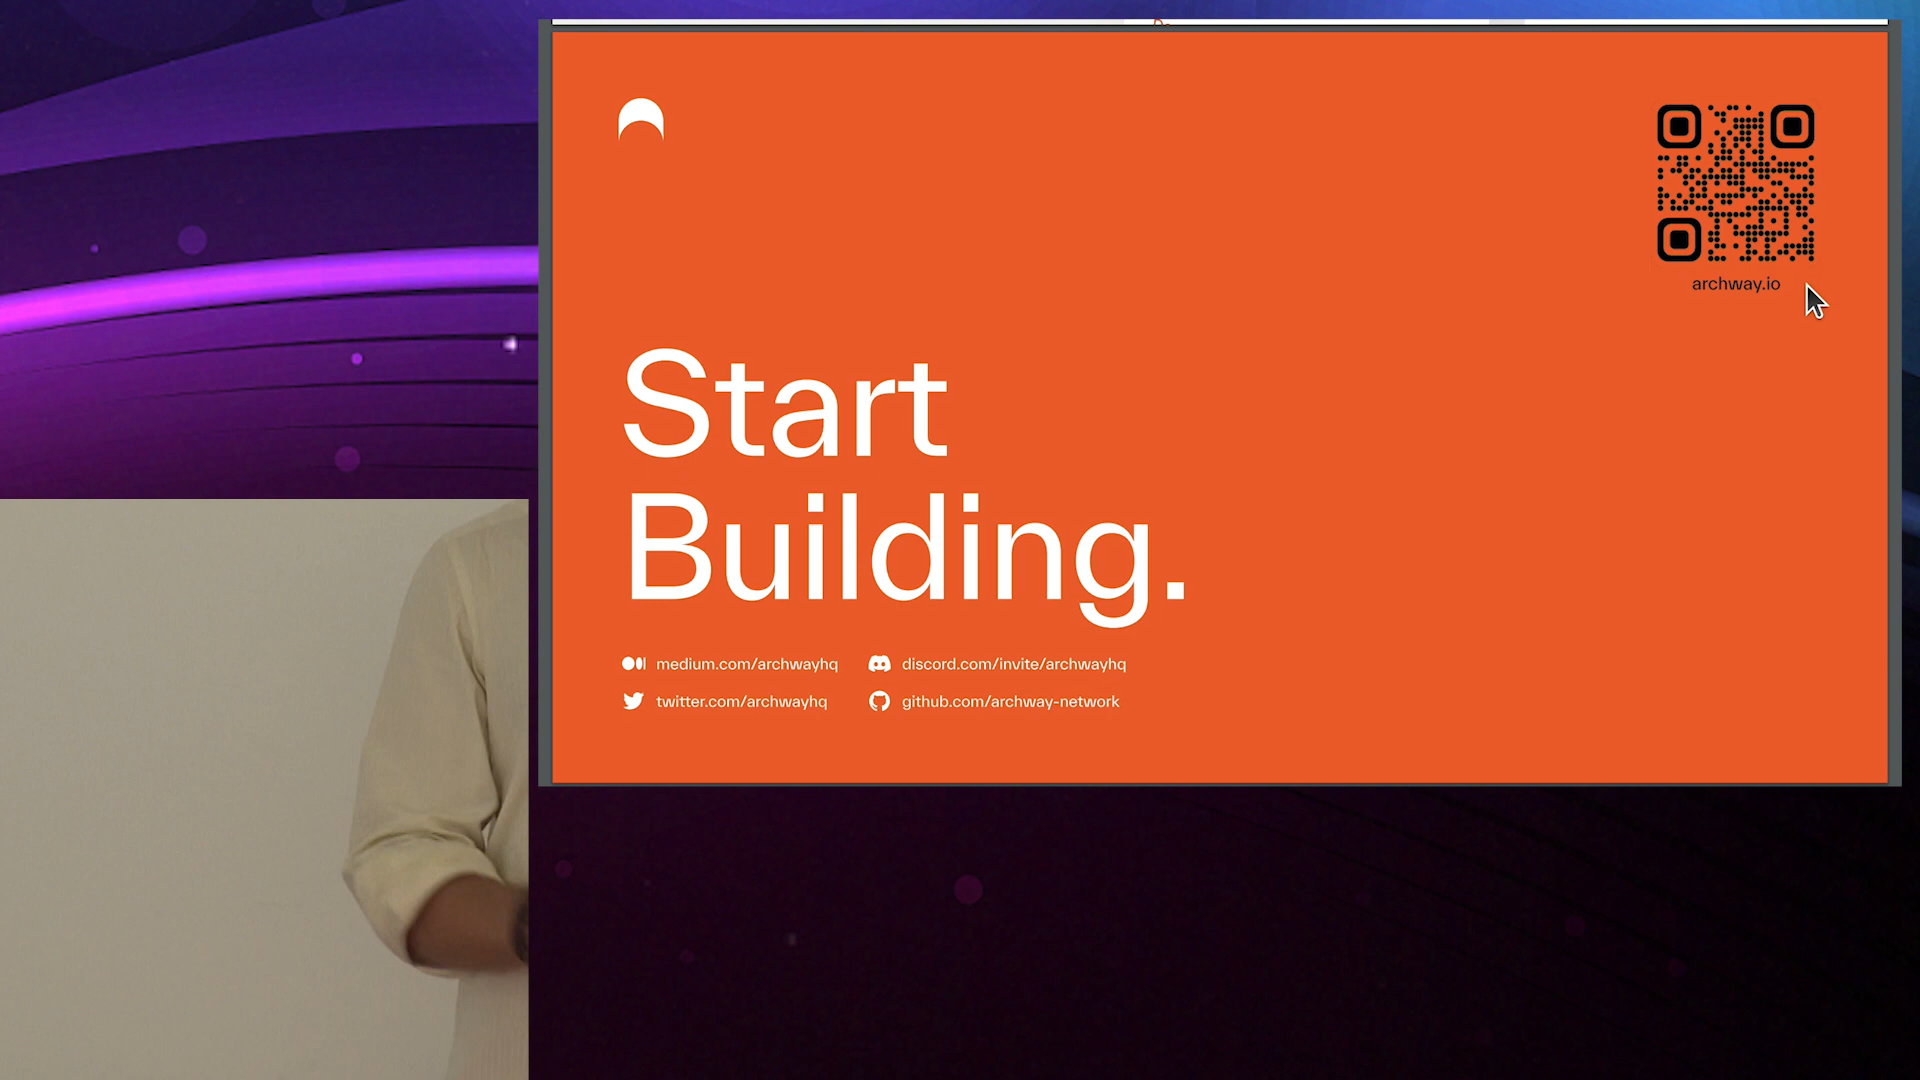 archway.io
Start
Building.
medium.com/archwayhq
discord.com/invite/archwayhq
twitter.com/archwayhq
github.com/archway-network